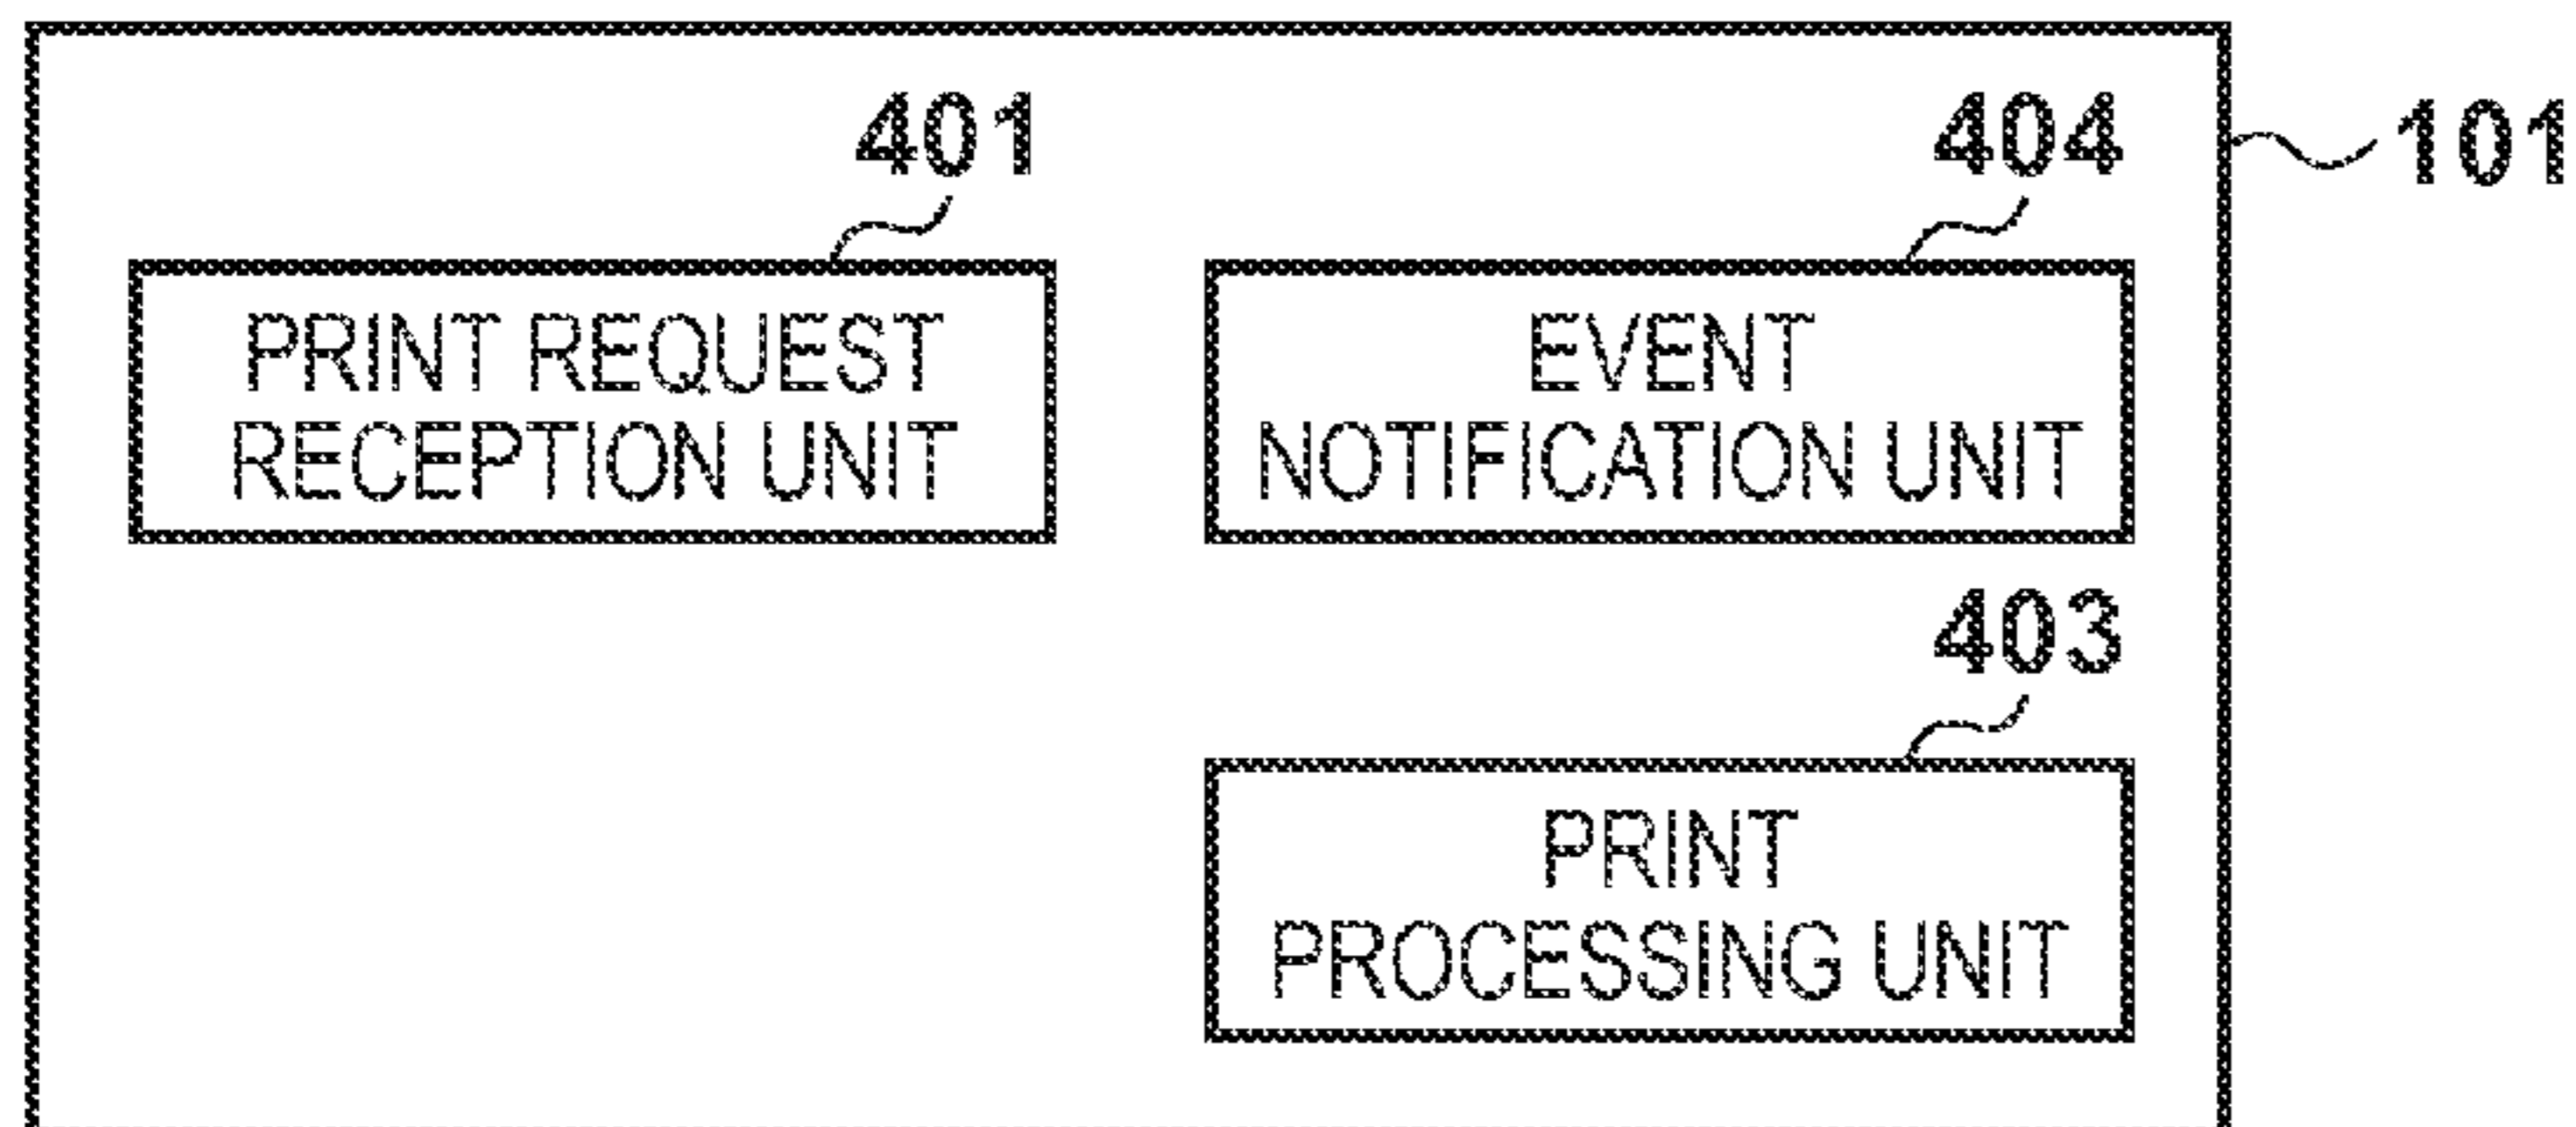 401
404
101
PRINT REQUEST
RECEPTION UNIT
EVENT
NOTIFICATION UNIT
403
PRINT
PROCESSING UNIT